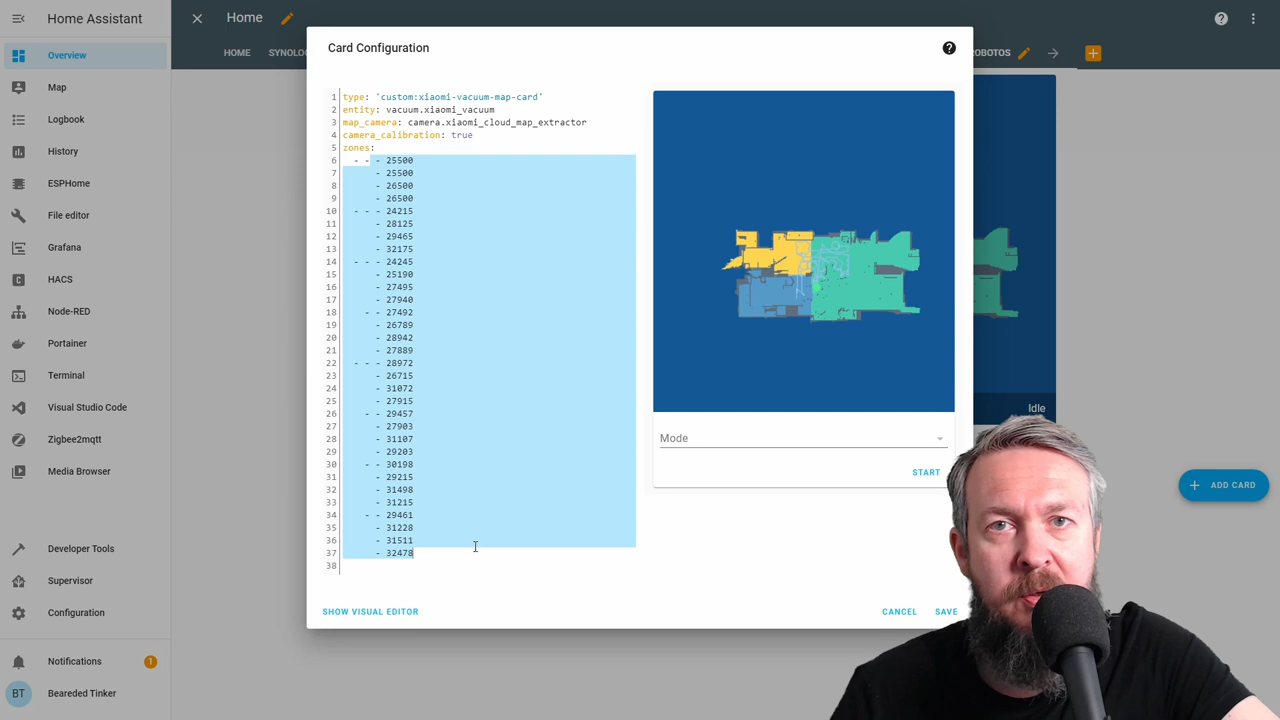 Home Assistant
Home
HOME
SYNOLO
ROBOTOS
Overview
Map
Logbook
History
ESPHome
File editor
Grafana
HACS
Node-RED
Portainer
Terminal
Visual Studio Code
Zigbee2mqtt
Media Browser
Developer Tools
Supervisor
Configuration
Notifications
1
BT
Beareded Tinker
Card Configuration
1 type: 'custom:xiaomi-vacuum-map-card'
2 entity: vacuum.xiaomi_vacuum
3 map_camera: camera.xiaomi_cloud_map_extractor
4 camera_calibration: true
5 zones:
6 - - - 25500
7 - 25500
8 - 26500
9 - 26500
10 - - - 24215
11 - 28125
12 - 29465
13 - 32175
14 - - - 24245
15 - 25190
16 - 27495
17 - 27940
18 - - 27492
19 - 26789
20 - 28942
21 - 27889
22 - - - 28972
23 - 26715
24 - 31072
25 - 27915
26 - - 29457
27 - 27903
28 - 31107
29 - 29203
30 - - 30198
31 - 29215
32 - 31498
33 - 31215
34 - - 29461
35 - 31228
36 - 31511
37 - 32478
38
Mode
START
SHOW VISUAL EDITOR
CANCEL
SAVE
Idle
ADD CARD